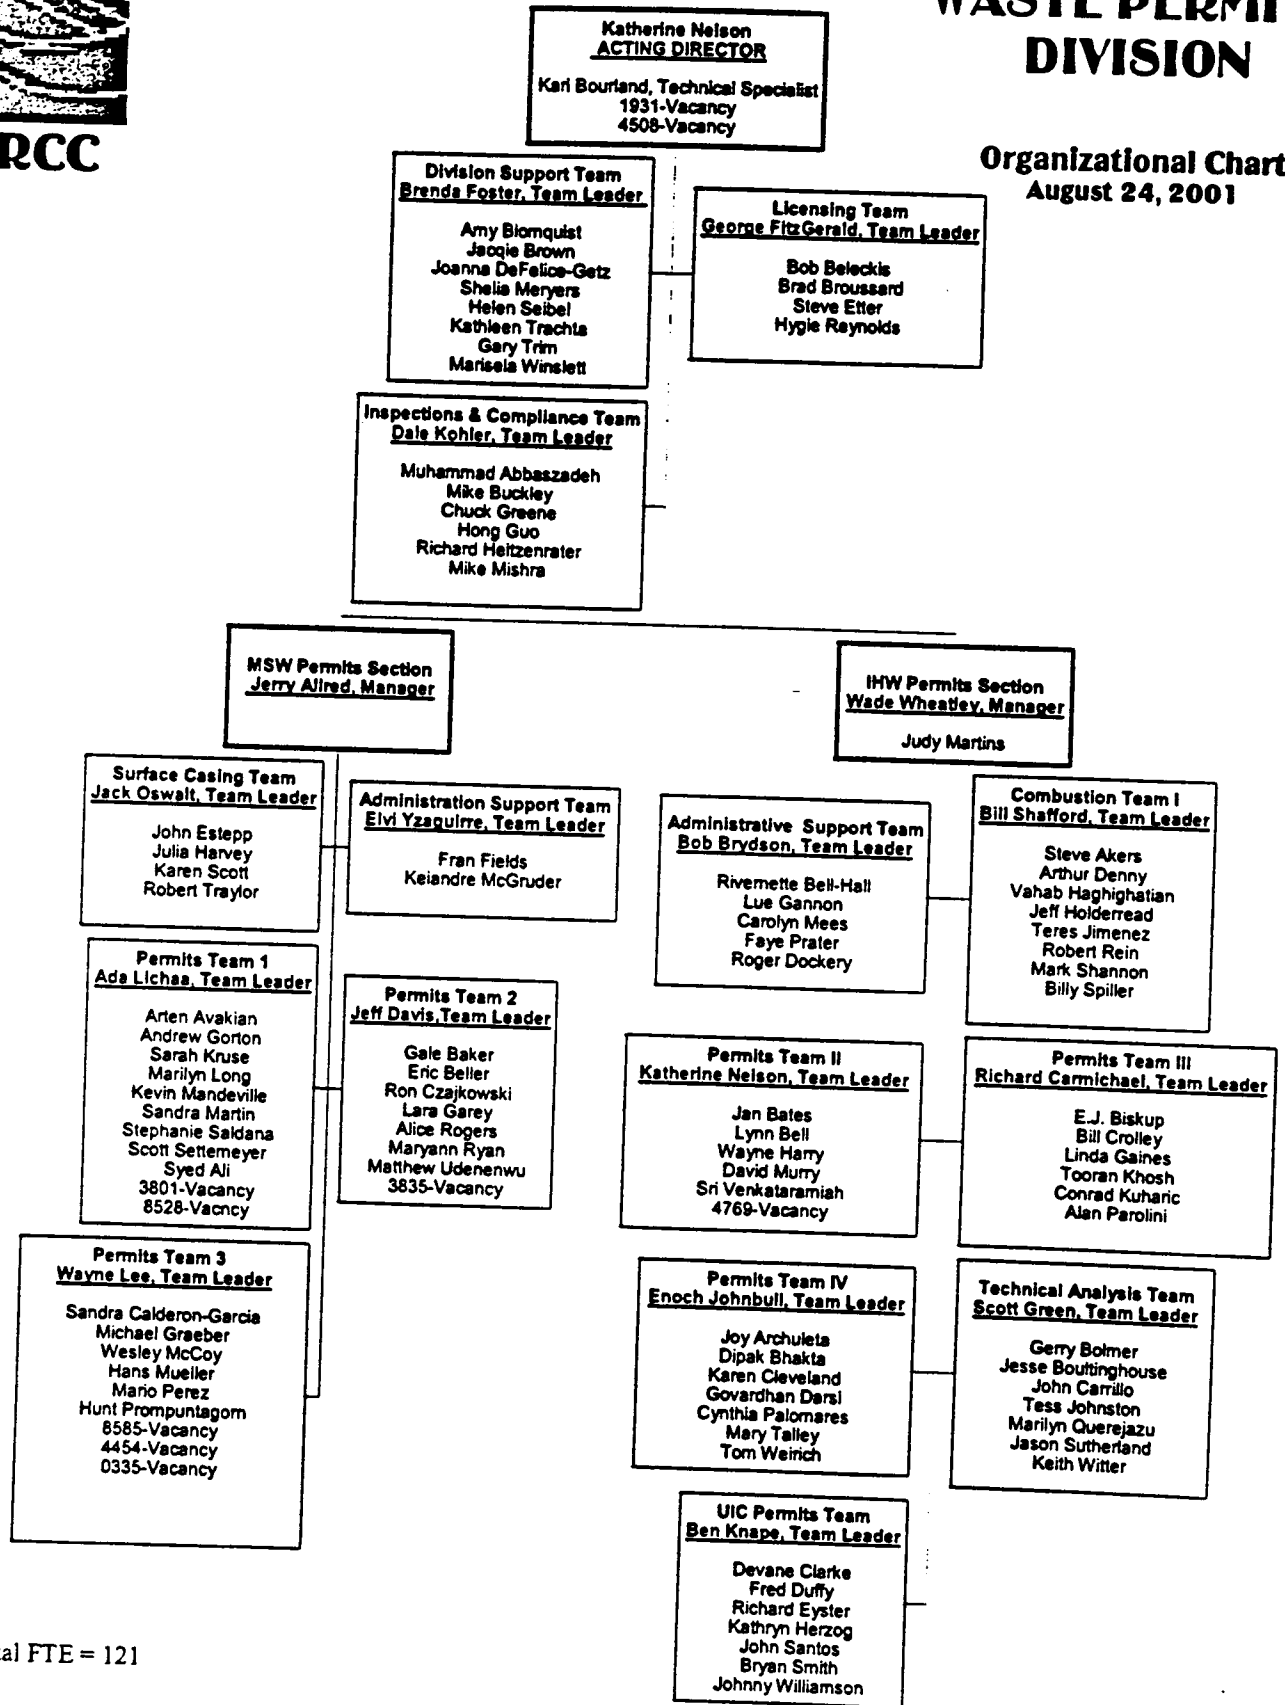 WASTE PERMI
DIVISION
RCC
Organizational Chart
August 24, 2001
Katherine Nelson
ACTING DIRECTOR
Kari Bourland, Technical Specialist
1931-Vacancy
4508-Vacancy
Division Support Team
Brenda Foster, Team Leader
Amy Blomquist
Jacqie Brown
Joanna DeFelice-Getz
Shelia Meryers
Helen Seibel
Kathleen Trachta
Gary Trim
Marisela Winslett
Licensing Team
George FitzGerald, Team Leader
Bob Beleckis
Brad Broussard
Steve Etter
Hygie Reynolds
Inspections & Compliance Team
Dale Kohler, Team Leader
Muhammad Abbaszadeh
Mike Buckley
Chuck Greene
Hong Guo
Richard Heitzenrater
Mike Mishra
MSW Permits Section
Jerry Allred, Manager
IHW Permits Section
Wade Wheatley, Manager
Judy Martins
Surface Casing Team
Jack Oswalt, Team Leader
John Estepp
Julia Harvey
Karen Scott
Robert Traylor
Administration Support Team
Elvi Yzaguirre, Team Leader
Fran Fields
Keiandre McGruder
Administrative Support Team
Bob Brydson, Team Leader
Rivernette Bell-Hall
Lue Gannon
Carolyn Mees
Faye Prater
Roger Dockery
Combustion Team I
Bill Shafford, Team Leader
Steve Akers
Arthur Denny
Vahab Haghighatian
Jeff Holderread
Teres Jimenez
Robert Rein
Mark Shannon
Billy Spiller
Permits Team 1
Ada Lichaa, Team Leader
Arten Avakian
Andrew Gorton
Sarah Kruse
Marilyn Long
Kevin Mandeville
Sandra Martin
Stephanie Saldana
Scott Settemeyer
Syed Ali
3801-Vacancy
8528-Vacncy
Permits Team 2
Jeff Davis,Team Leader
Gale Baker
Eric Beller
Ron Czajkowski
Lara Garey
Alice Rogers
Maryann Ryan
Matthew Udenenwu
3835-Vacancy
Permits Team II
Katherine Nelson, Team Leader
Jan Bates
Lynn Bell
Wayne Harry
David Murry
Sri Venkataramiah
4769-Vacancy
Permits Team III
Richard Carmichael, Team Leader
E.J. Biskup
Bill Crolley
Linda Gaines
Tooran Khosh
Conrad Kuharic
Alan Parolini
Permits Team 3
Wayne Lee, Team Leader
Sandra Calderon-Garcia
Michael Graeber
Wesley McCoy
Hans Mueller
Mario Perez
Hunt Prompuntagorn
8585-Vacancy
4454-Vacancy
0335-Vacancy
Permits Team IV
Enoch Johnbull, Team Leader
Joy Archuleta
Dipak Bhakta
Karen Cleveland
Govardhan Darsi
Cynthia Palomares
Mary Talley
Tom Weirich
Technical Analysis Team
Scott Green, Team Leader
Gerry Bolmer
Jesse Bouttinghouse
John Carrillo
Tess Johnston
Marilyn Querejazu
Jason Sutherland
Keith Witter
UIC Permits Team
Ben Knape, Team Leader
Devane Clarke
Fred Duffy
Richard Eyster
Kathryn Herzog
John Santos
Bryan Smith
Johnny Williamson
al FTE = 121